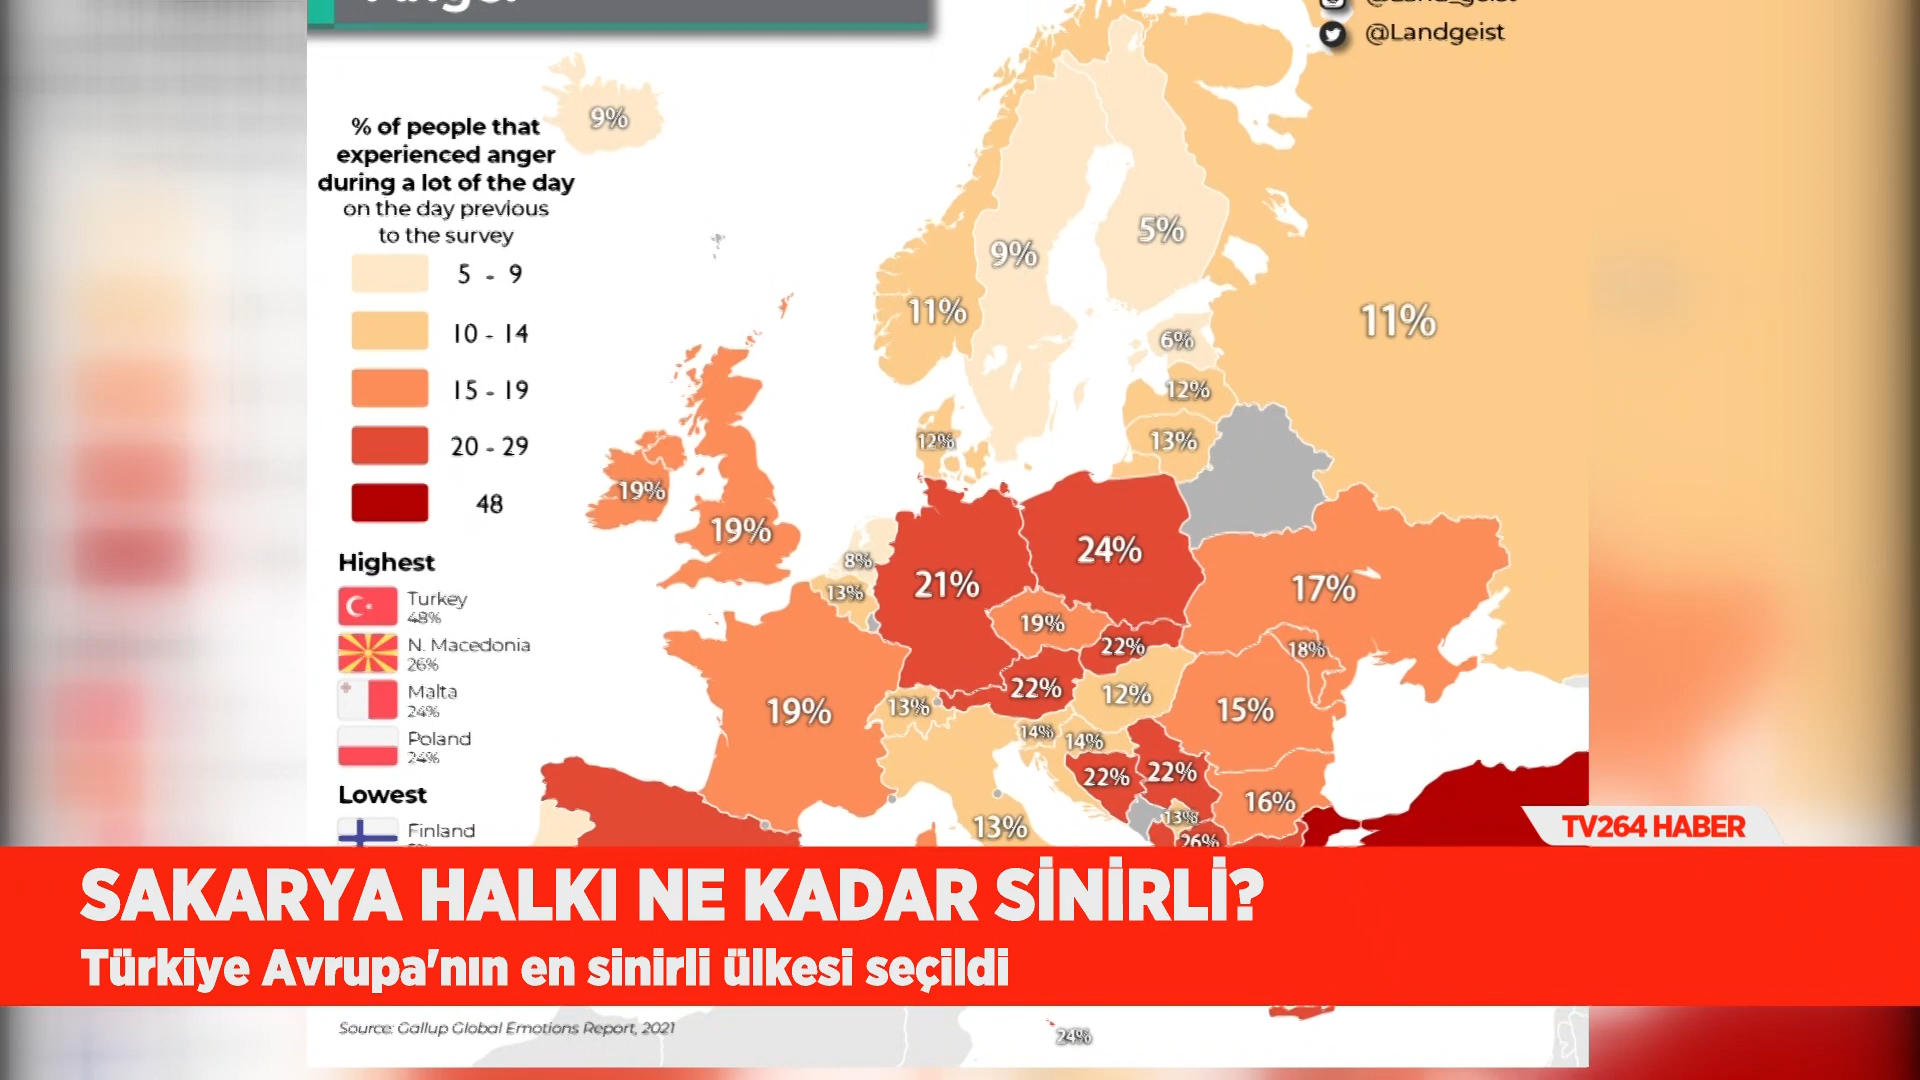 @Landgeist
% of people that
experienced anger
during a lot of the day
on the day previous
to the survey
5 - 9
10 - 14
15 - 19
20 - 29
48
Highest
Turkey
48%
N. Macedonia
26%
Malta
24%
Poland
24%
Lowest
Finland
9%
5%
9%
11%
11%
6%
12%
13%
12%
19%
19%
8%
13%
21%
24%
17%
19%
22%
18%
22%
12%
13%
19%
15%
14%
14%
22%
22%
16%
13%
13%
26%
TV264 HABER
SAKARYA HALKI NE KADAR SİNİRLİ?
Türkiye Avrupa'nın en sinirli ülkesi seçildi
Source: Gallup Global Emotions Report, 2021
24%